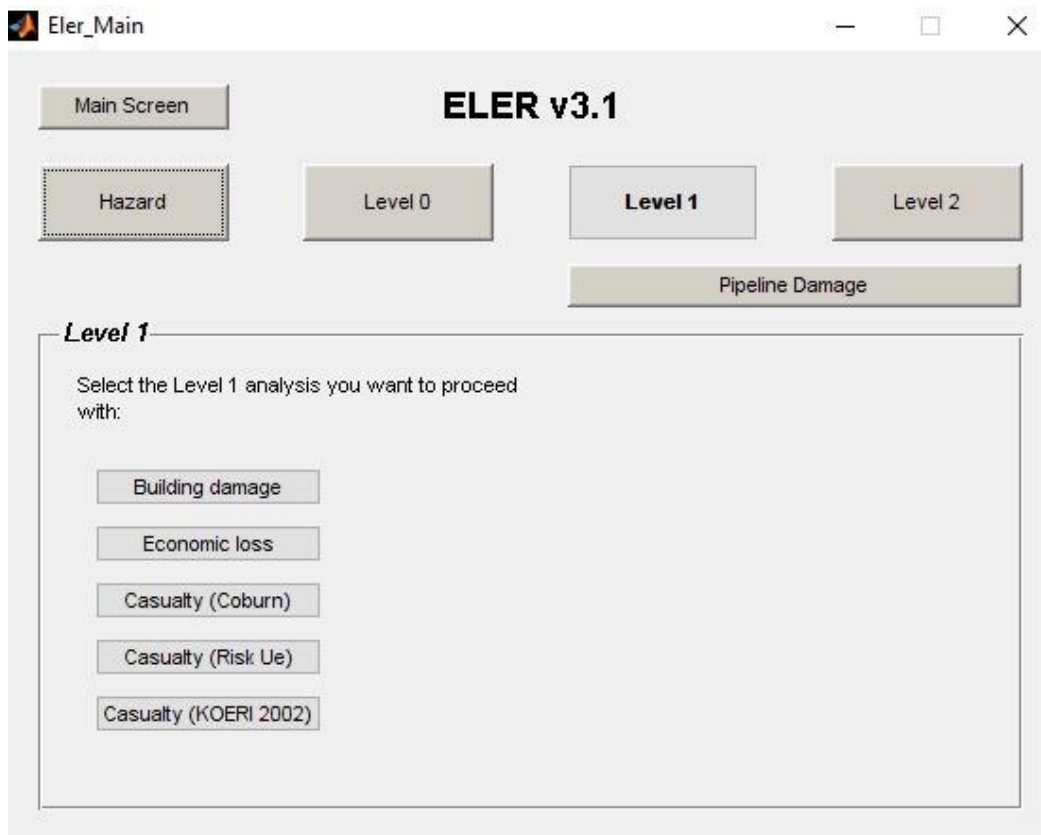 Eler_Main
Main Screen
ELER v3.1
Hazard
Level 0
Level 1
Level 2
Pipeline Damage
Level 1
Select the Level 1 analysis you want to proceed
with:
Building damage
Economic loss
Casualty (Coburn)
Casualty (Risk Ue)
Casualty (KOERI 2002)